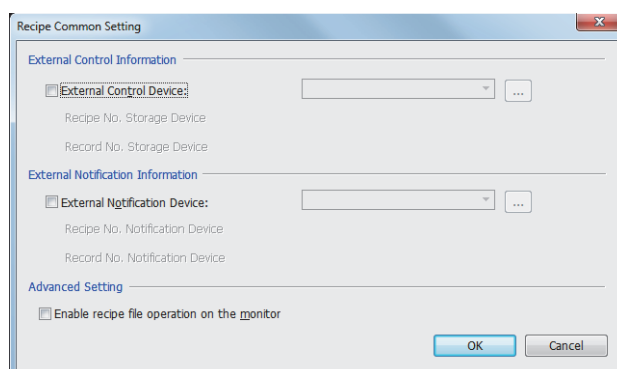 Recipe Common Setting
External Control Information
External Control Device:
...
Recipe No. Storage Device
Record No. Storage Device
External Notification Information
External Notification Device:
...
Recipe No. Notification Device
Record No. Notification Device
Advanced Setting
Enable recipe file operation on the monitor
OK
Cancel